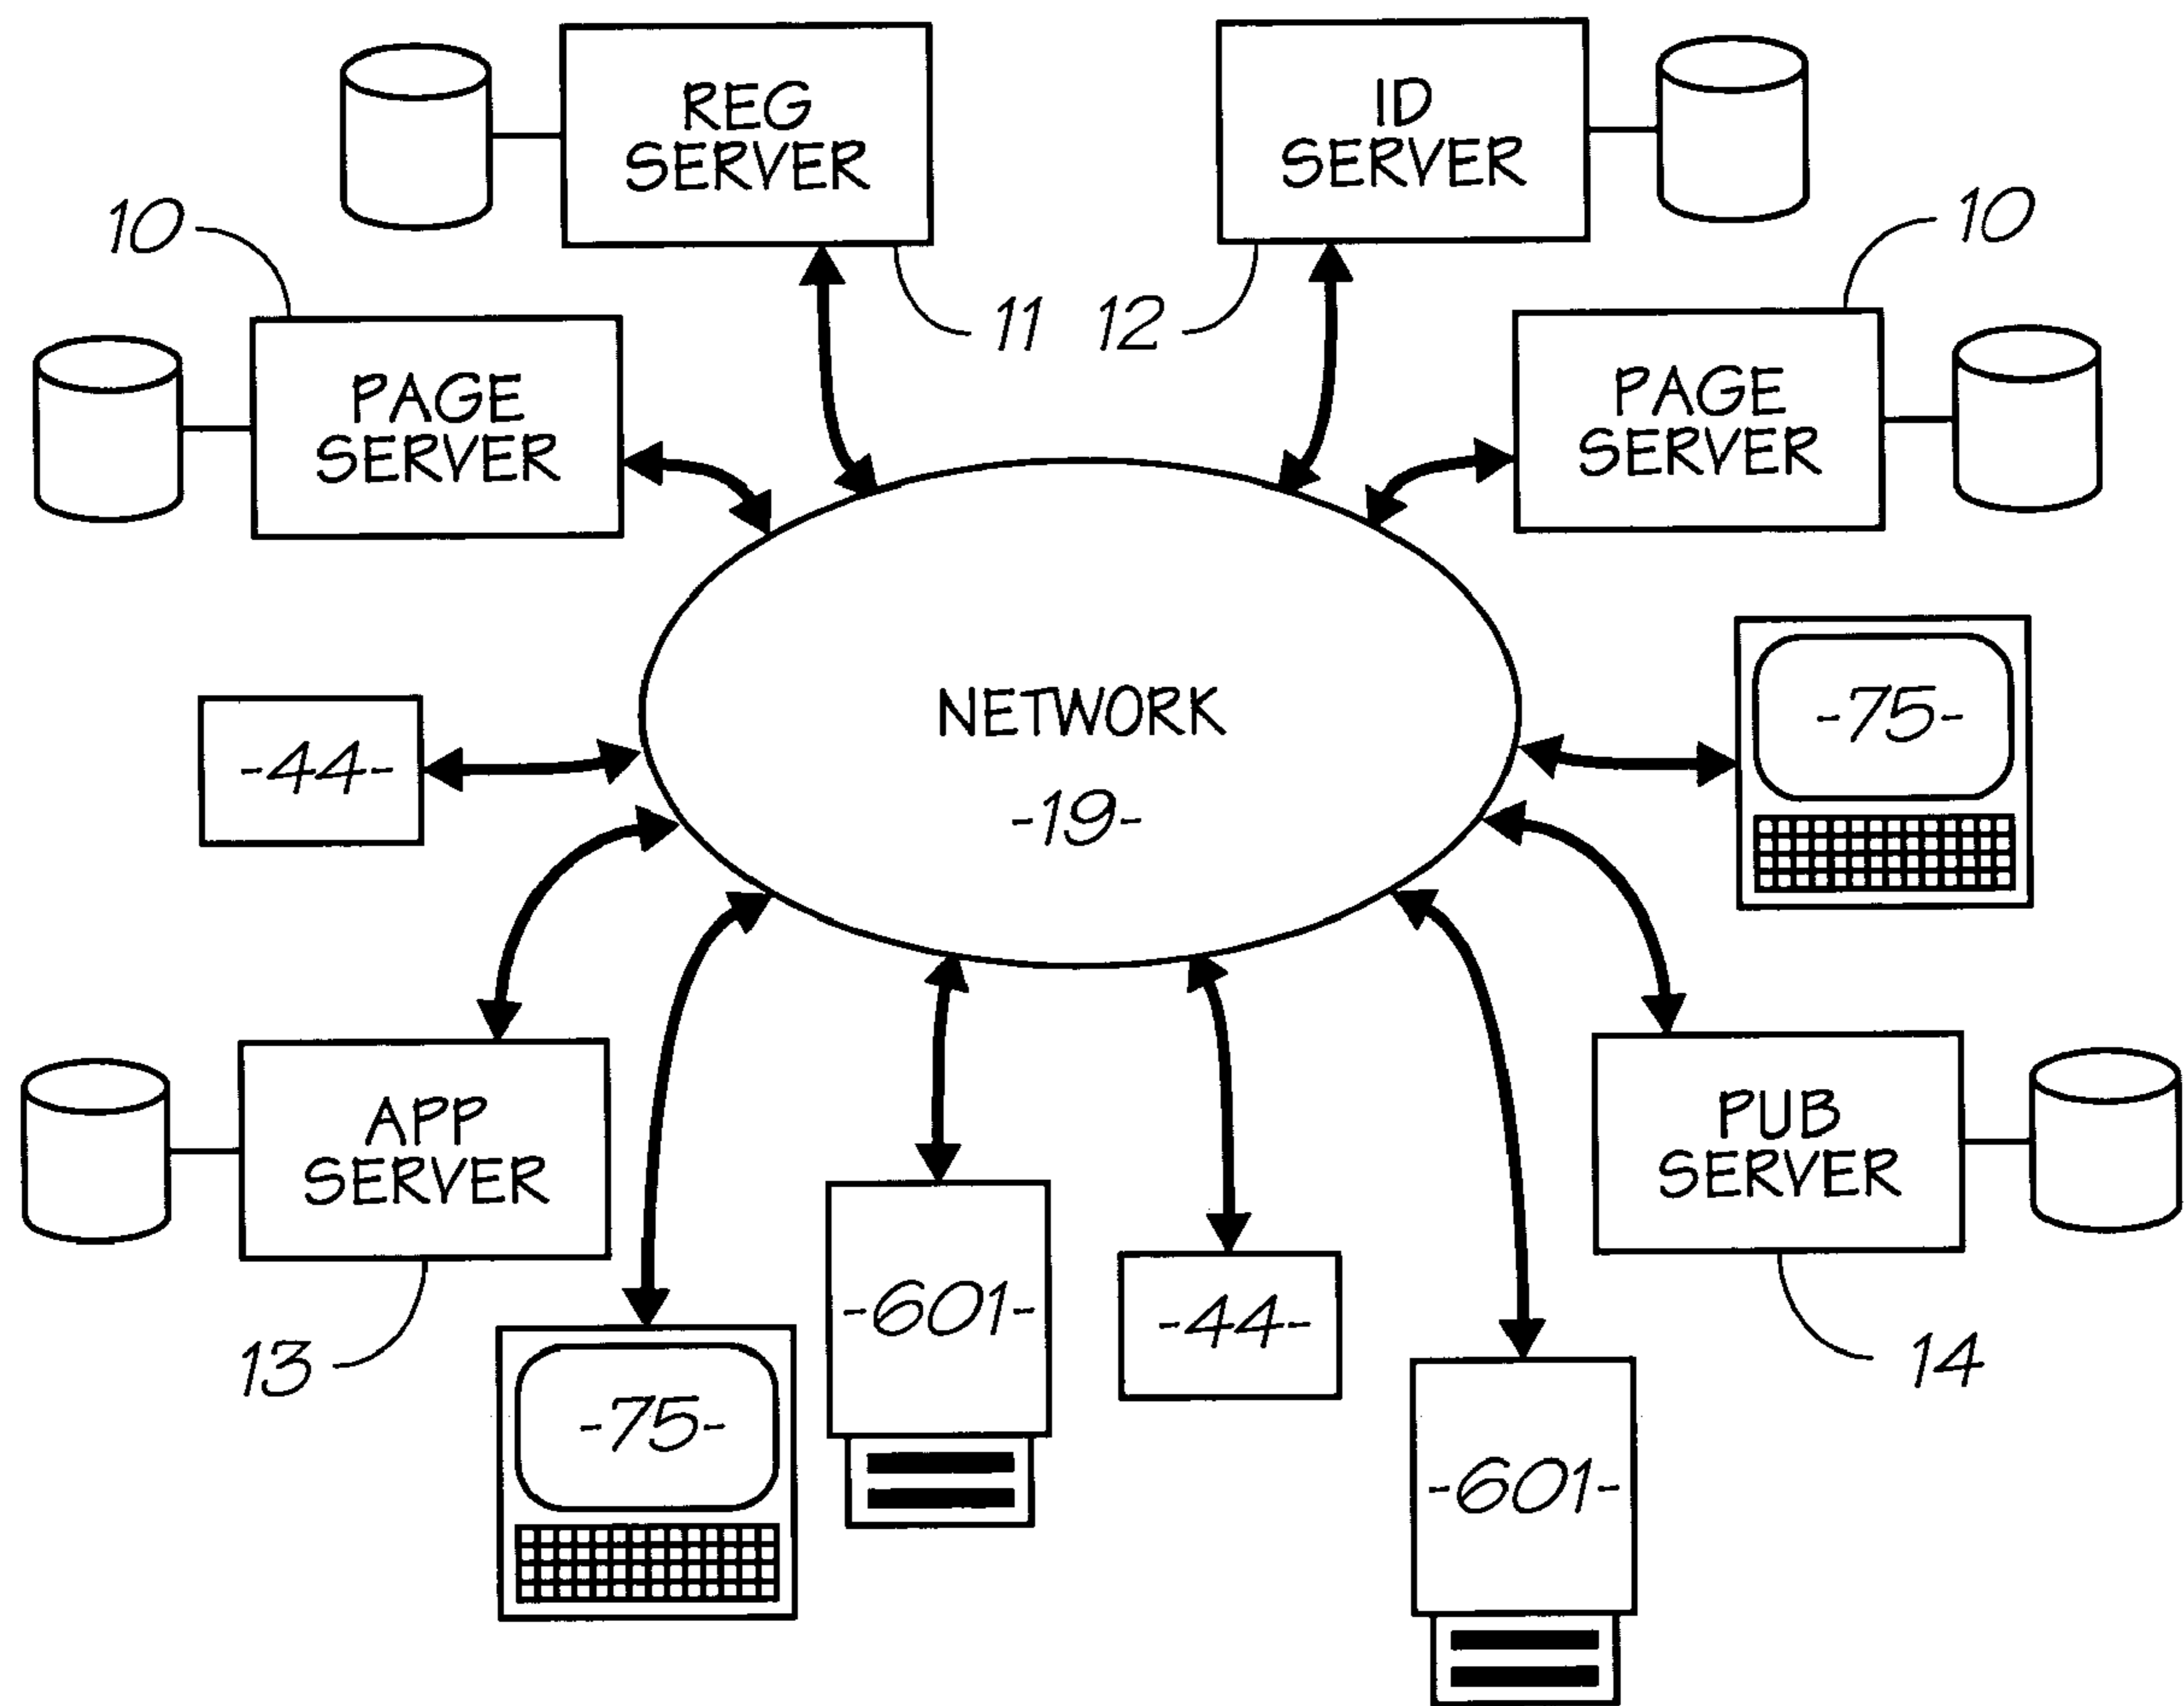 REG
SERVER
ID
SERVER
10
10
11
12
PAGE
SERVER
PAGE
SERVER
NETWORK
-19-
-75-
-44-
APP
SERVER
PUB
SERVER
-601-
-44-
13
14
-75-
-601-